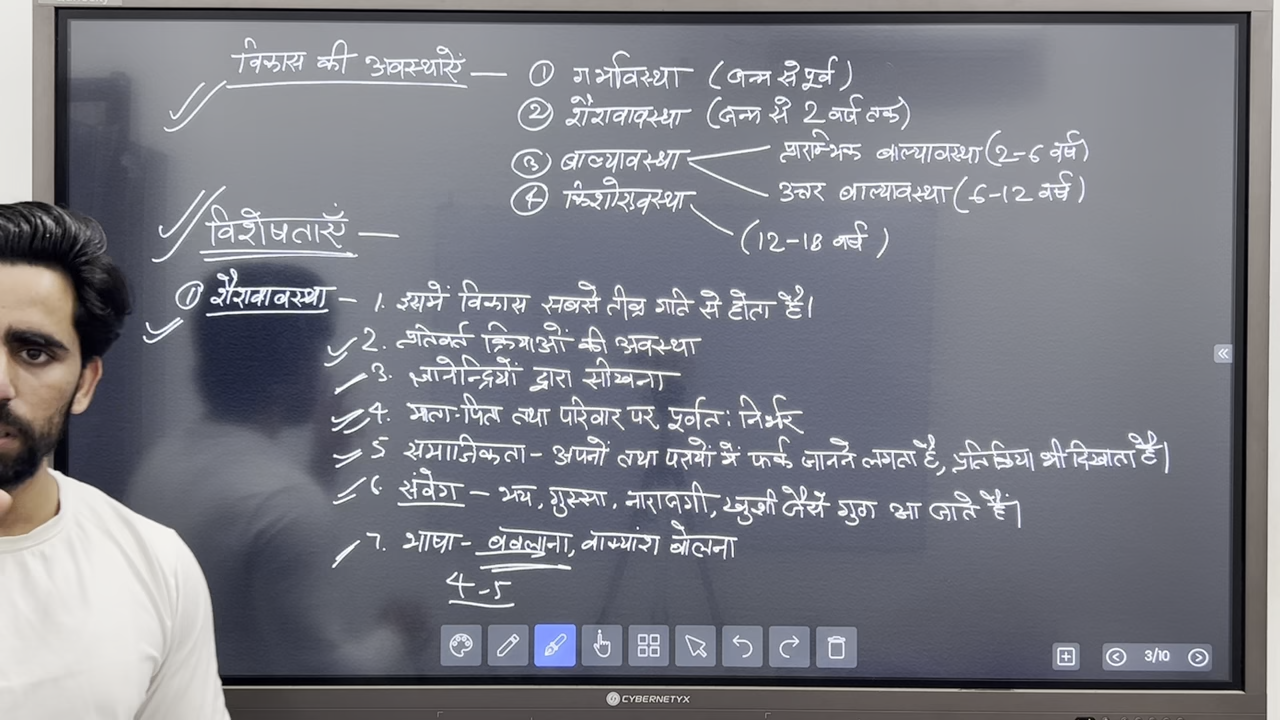 विकास की अवस्थाएं — ① गर्भावस्था (जन्म से पूर्व)
② शैशवावस्था (जन्म से 2 वर्ष तक)
③ बाल्यावस्था प्रारम्भिक बाल्यावस्था (2-6 वर्ष)
उत्तर बाल्यावस्था (6-12 वर्ष)
④ किशोरावस्था
(12-18 वर्ष)
विशेषताएँ —
① शैशवावस्था - 1. इसमें विकास सबसे तीव्र गति से होता है।
2. प्रतिवर्त क्रियाओं की अवस्था
3. ज्ञानेन्द्रियों द्वारा सीखना
4. माता-पिता तथा परिवार पर पूर्वत: निर्भर
5 समाजिकता - अपनों तथा परायों में फर्क जानने लगता है, प्रतिक्रिया भी दिखाता है।
6. संवेग - भय, गुस्सा, नाराजगी, खुशी जैसे गुण आ जाते हैं।
7. भाषा - बबलाना, वाक्यांश बोलना
4-5
3/10
CYBERNETYX